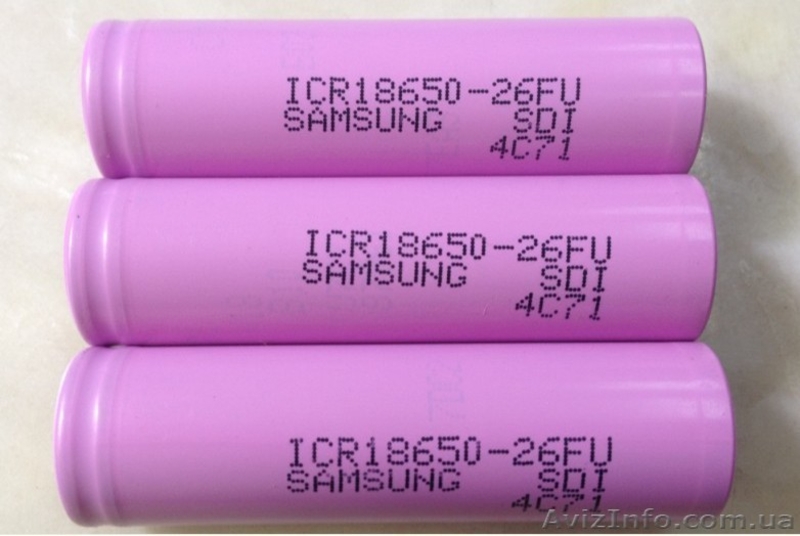 ICR18650-26FU
SAMSUNG SDI
4C71
ICR18650-26FU
SAMSUNG SDI
4C71
ICR18650-26FU
SAMSUNG SDI
4C71
AvizInfo.com.ua